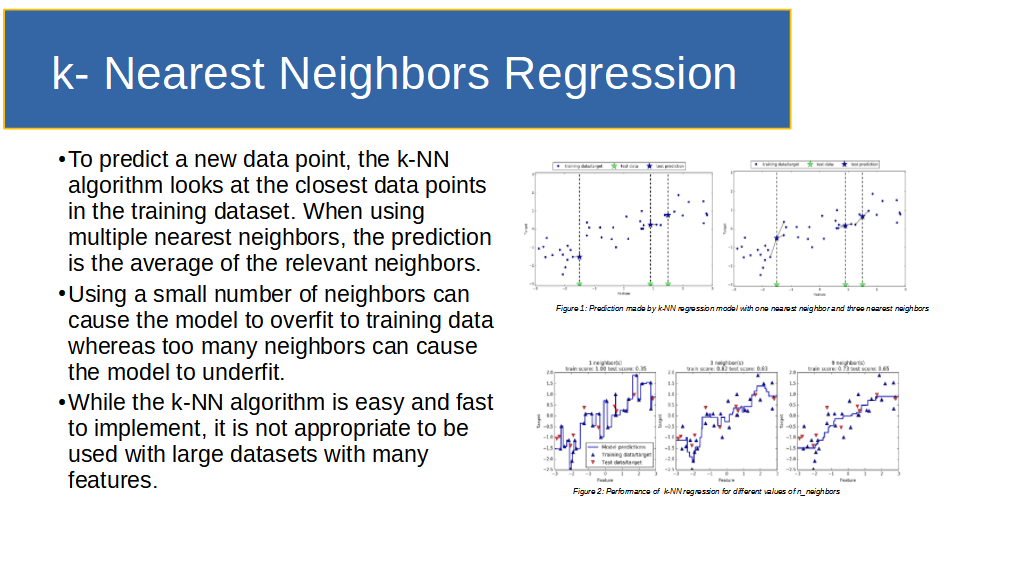 k- Nearest Neighbors Regression
•To predict a new data point, the k-NN
algorithm looks at the closest data points
in the training dataset. When using
multiple nearest neighbors, the prediction
is the average of the relevant neighbors.
•Using a small number of neighbors can
cause the model to overfit to training data
whereas too many neighbors can cause
the model to underfit.
•While the k-NN algorithm is easy and fast
to implement, it is not appropriate to be
used with large datasets with many
features.
training data/target test data test prediction
training data/target test data test prediction
Target
Target
Feature
Feature
Figure 1: Prediction made by k-NN regression model with one nearest neighbor and three nearest neighbors
1 neighbor(s)
train score: 1.00 test score: 0.35
3 neighbor(s)
train score: 0.82 test score: 0.83
9 neighbor(s)
train score: 0.73 test score: 0.65
Target
Target
Target
Model predictions
Training data/target
Test data/target
Feature
Feature
Feature
Figure 2: Performance of k-NN regression for different values of n_neighbors